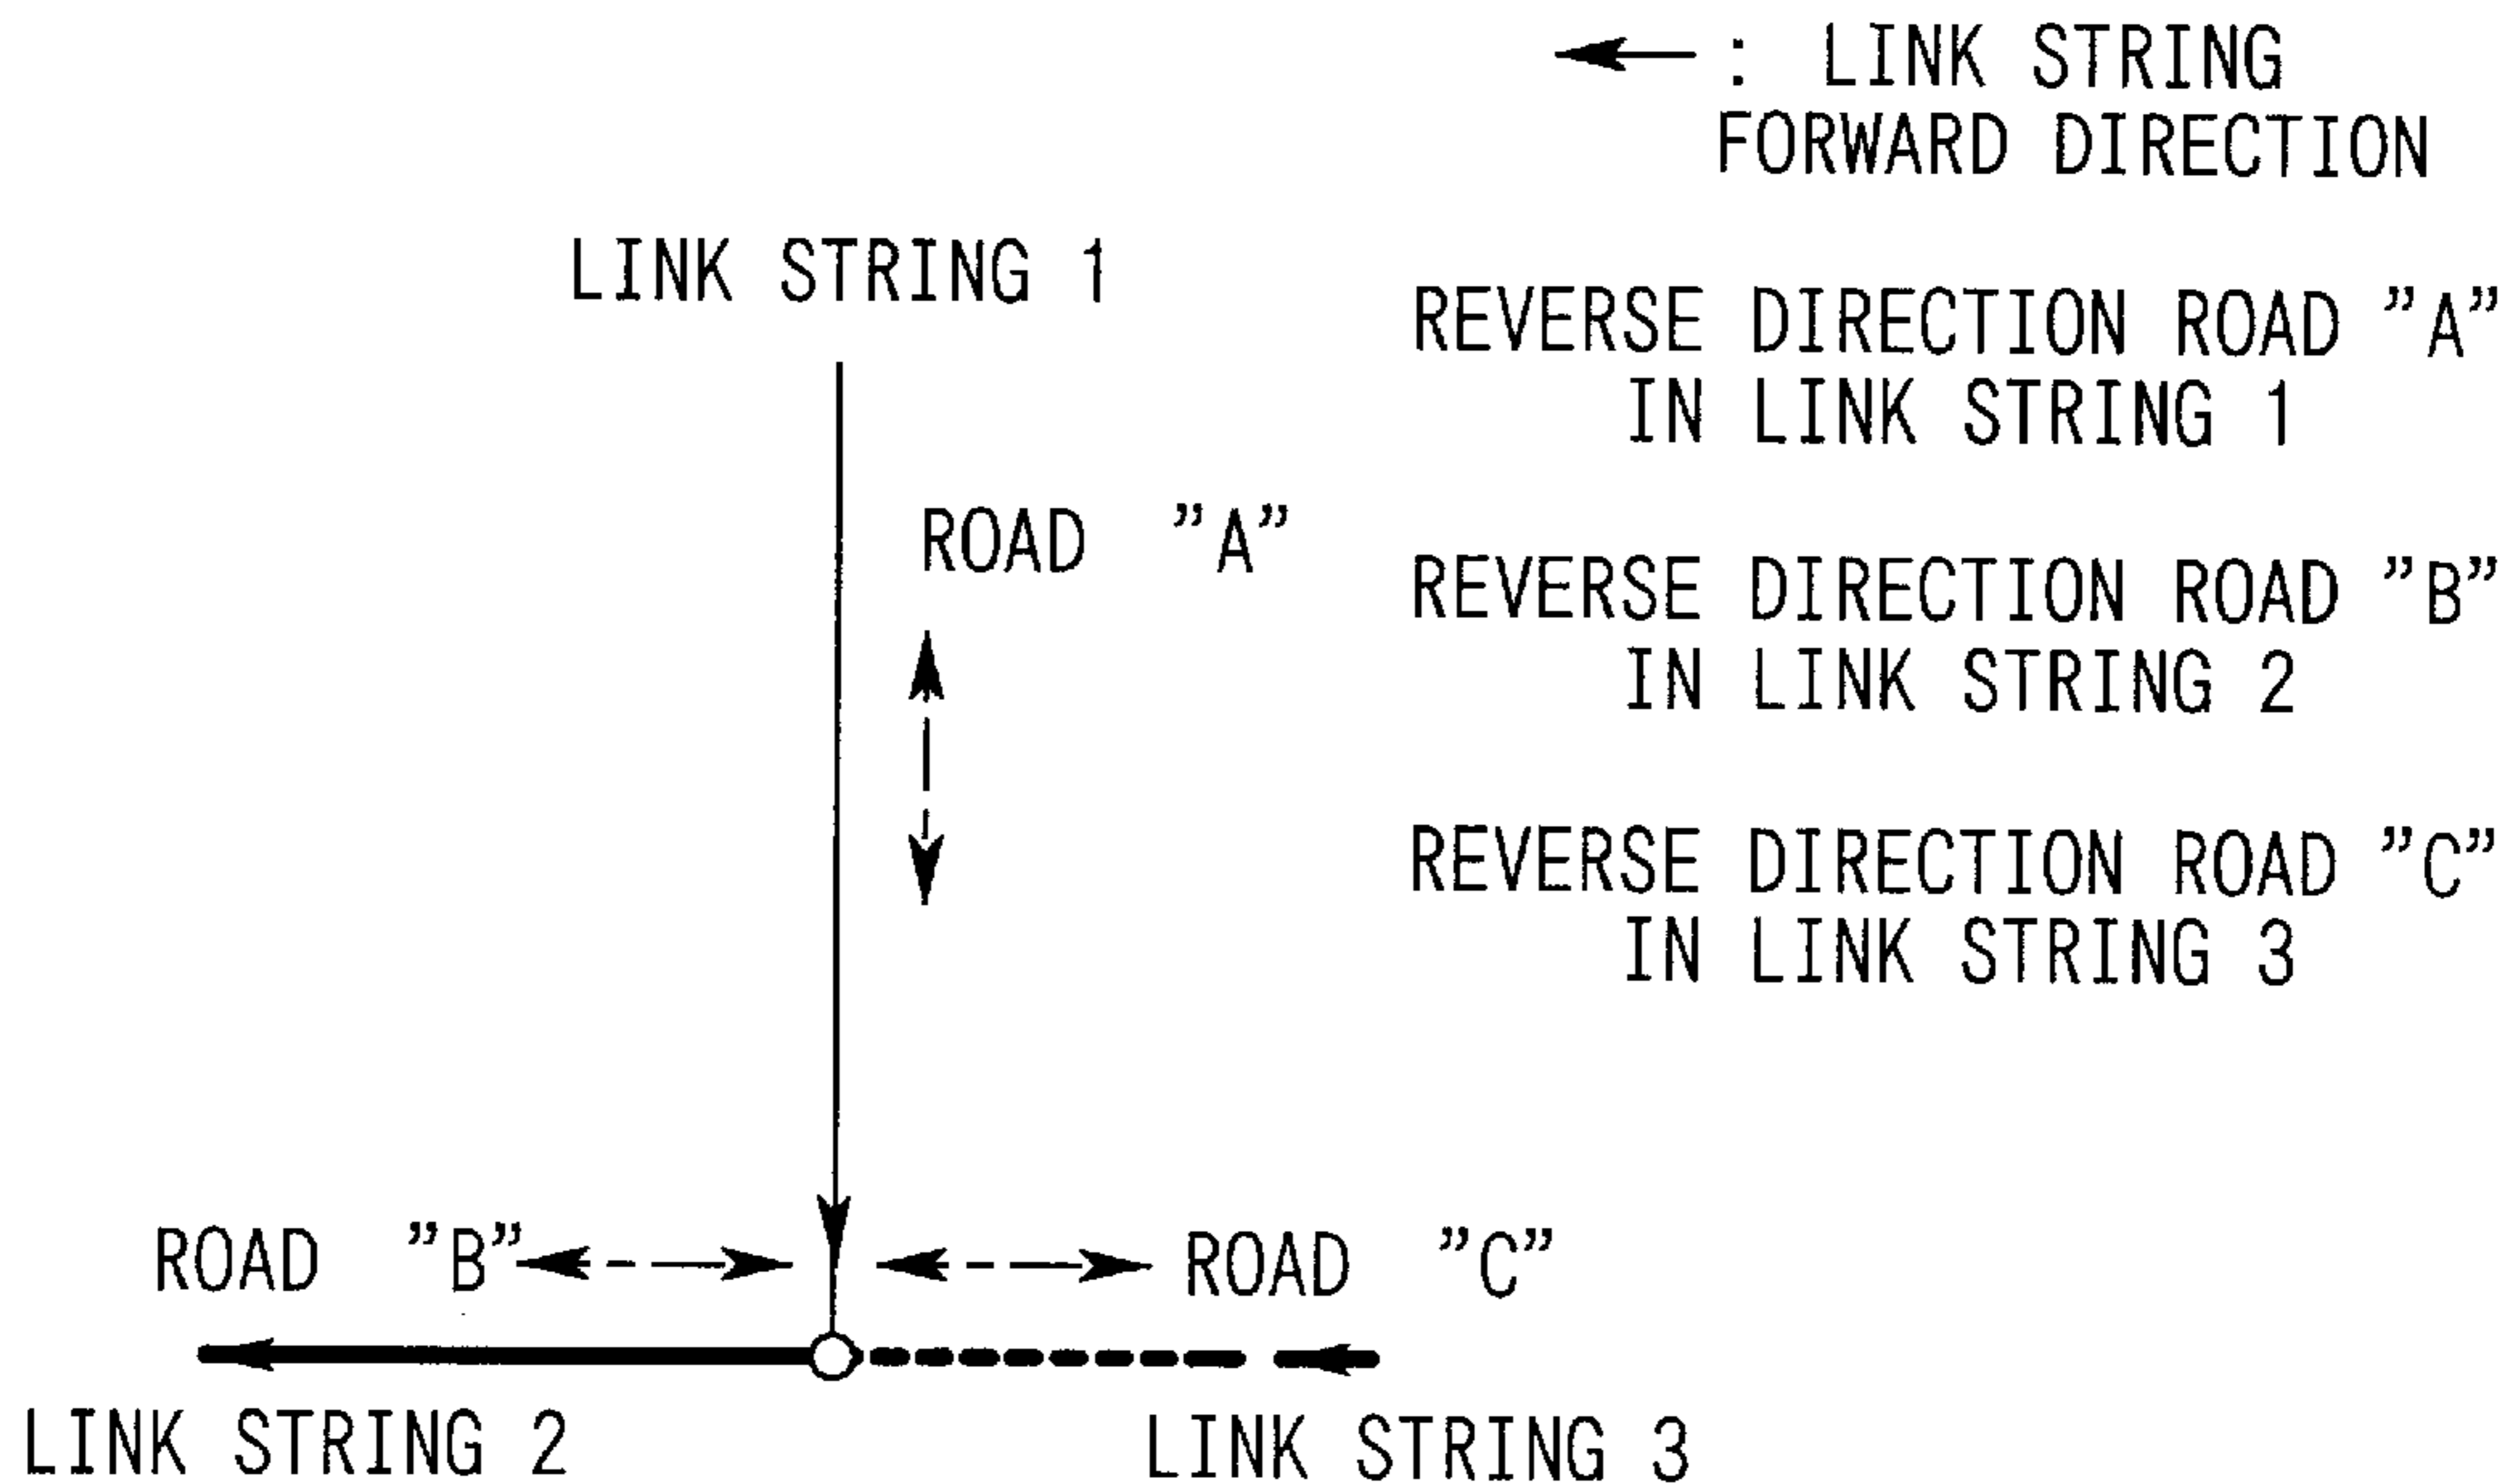 : LINK STRING
FORWARD DIRECTION
LINK STRING 1
REVERSE DIRECTION ROAD ”A”
IN LINK STRING 1
ROAD ”A”
REVERSE DIRECTION ROAD ”B”
IN LINK STRING 2
REVERSE DIRECTION ROAD ”C”
IN LINK STRING 3
ROAD ”B”
ROAD ”C”
LINK STRING 2
LINK STRING 3